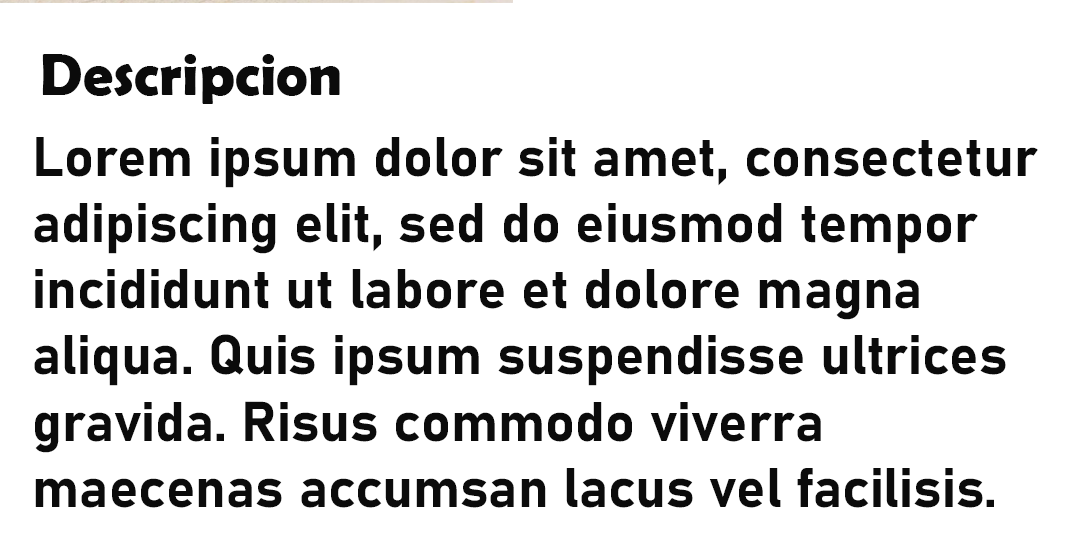 Descripcion
Lorem ipsum dolor sit amet, consectetur
adipiscing elit, sed do eiusmod tempor
incididunt ut labore et dolore magna
aliqua. Quis ipsum suspendisse ultrices
gravida. Risus commodo viverra
maecenas accumsan lacus vel facilisis.